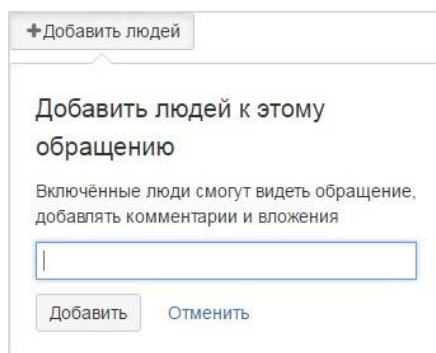 +Добавить людей
Добавить людей к этому
обращению
Включённые люди смогут видеть обращение,
добавлять комментарии и вложения
Добавить Отменить